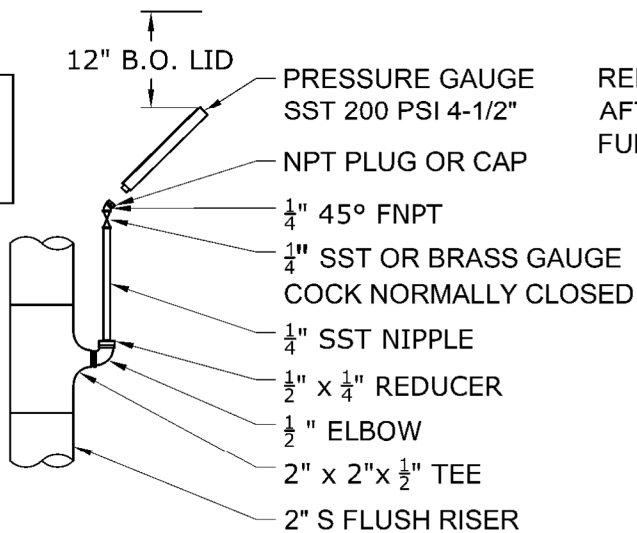 12" B.O. LID
PRESSURE GAUGE
SST 200 PSI 4-1/2"
NPT PLUG OR CAP
1/4" 45° FNPT
1/4" SST OR BRASS GAUGE
COCK NORMALLY CLOSED
1/4" SST NIPPLE
1/2" x 1/4" REDUCER
1/2 " ELBOW
2" x 2"x 1/2" TEE
2" S FLUSH RISER